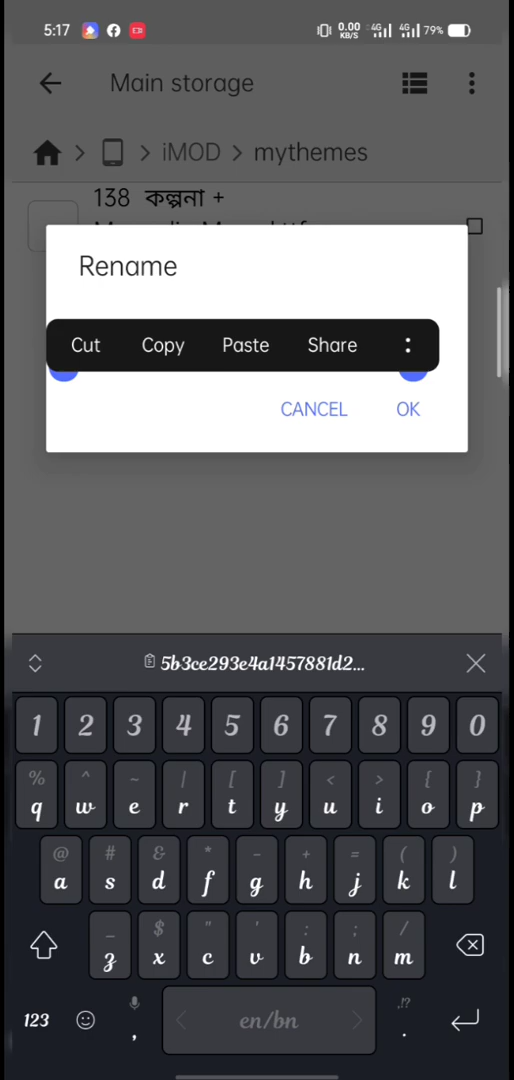 5:17 0.00 KB/S 4G 4G 79%
Main storage
iMOD mythemes
138 কল্পনা +
Rename
Cut Copy Paste Share
CANCEL OK
5b3ce293e4a1457881d2...
1 2 3 4 5 6 7 8 9 0
% ^ ~ | [ ] < > { }
q w e r t y u i o p
@ # & * - + = ( )
a s d f g h j k l
_ $ " ' : ; /
z x c v b n m
123 , en/bn ,!? .